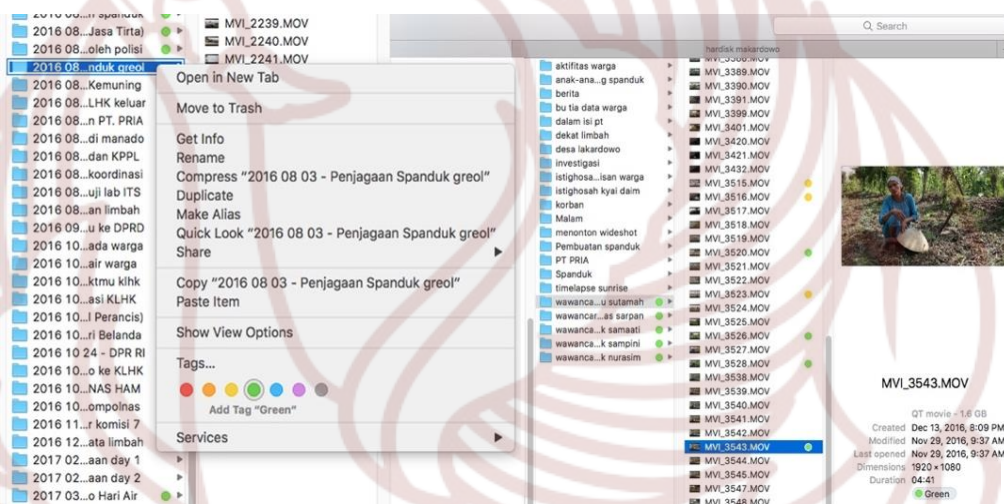 2016 08...Jasa Tirta)
2016 08...oleh polisi
2016 08...nduk greol
2016 08...Kemuning
2016 08...LHK keluar
2016 08...n PT. PRIA
2016 08...di manado
2016 08...dan KPPL
2016 08...koordinasi
2016 08...uji lab ITS
2016 08...an limbah
2016 09...u ke DPRD
2016 10...ada warga
2016 10...air warga
2016 10...ktmu klhk
2016 10...asi KLHK
2016 10...l Perancis)
2016 10...ri Belanda
2016 10 24 - DPR RI
2016 10...o ke KLHK
2016 10...NAS HAM
2016 10...ompolnas
2016 11...r komisi 7
2016 12...ata limbah
2017 02...aan day 1
2017 02...aan day 2
2017 03...o Hari Air
MVI_2239.MOV
MVI_2240.MOV
MVI_2241.MOV
Open in New Tab
Move to Trash
Get Info
Rename
Compress “2016 08 03 - Penjagaan Spanduk greol”
Duplicate
Make Alias
Quick Look “2016 08 03 - Penjagaan Spanduk greol”
Share
Copy “2016 08 03 - Penjagaan Spanduk greol”
Paste Item
Show View Options
Tags...
Add Tag “Green”
Services
Search
hardisk makardowo
aktifitas warga
anak-ana...g spanduk
berita
bu tia data warga
dalam isi pt
dekat limbah
desa lakardowo
investigasi
istighosa...isan warga
istighosah kyai daim
korban
Malam
menonton wideshot
Pembuatan spanduk
PT PRIA
Spanduk
timelapse sunrise
wawanca...u sutamah
wawancar...as sarpan
wawanca...k samaati
wawanca...k sampini
wawanca...k nurasim
MVI_3389.MOV
MVI_3390.MOV
MVI_3391.MOV
MVI_3399.MOV
MVI_3401.MOV
MVI_3420.MOV
MVI_3421.MOV
MVI_3432.MOV
MVI_3515.MOV
MVI_3516.MOV
MVI_3517.MOV
MVI_3518.MOV
MVI_3519.MOV
MVI_3520.MOV
MVI_3521.MOV
MVI_3522.MOV
MVI_3523.MOV
MVI_3524.MOV
MVI_3525.MOV
MVI_3526.MOV
MVI_3527.MOV
MVI_3528.MOV
MVI_3538.MOV
MVI_3539.MOV
MVI_3540.MOV
MVI_3541.MOV
MVI_3542.MOV
MVI_3543.MOV
MVI_3544.MOV
MVI_3545.MOV
MVI_3547.MOV
MVI_3548.MOV
MVI_3543.MOV
QT movie - 1.6 GB
Created Dec 13, 2016, 8:09 PM
Modified Nov 29, 2016, 9:37 AM
Last opened Nov 29, 2016, 9:37 AM
Dimensions 1920 × 1080
Duration 04:41
Green